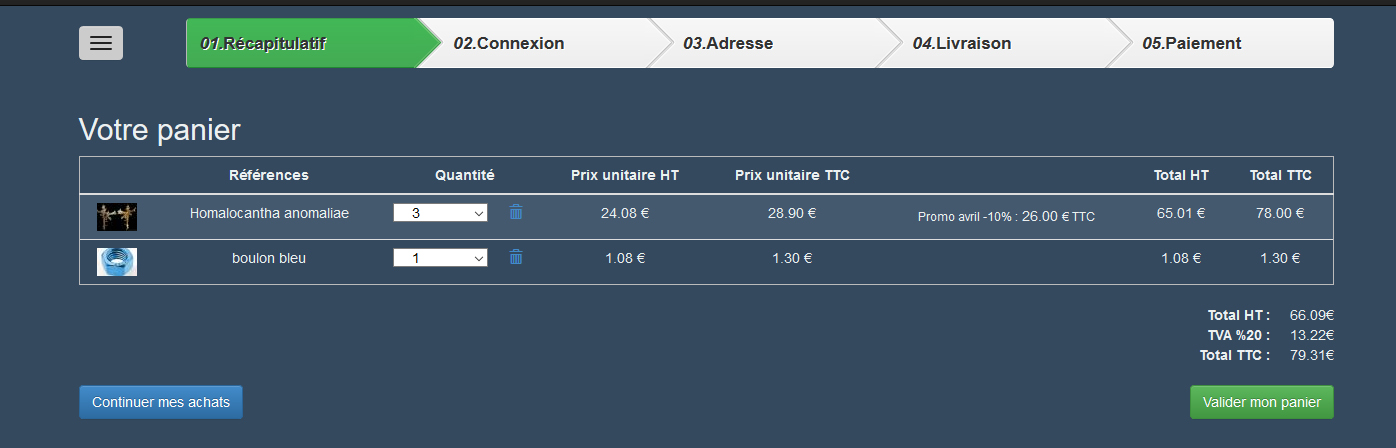 01.Récapitulatif 02.Connexion 03.Adresse 04.Livraison 05.Paiement
Votre panier
Références Quantité Prix unitaire HT Prix unitaire TTC Total HT Total TTC
Homalocantha anomaliae 3 24.08 € 28.90 € Promo avril -10% : 26.00 € TTC 65.01 € 78.00 €
boulon bleu 1 1.08 € 1.30 € 1.08 € 1.30 €
Total HT : 66.09€
TVA %20 : 13.22€
Total TTC : 79.31€
Continuer mes achats Valider mon panier